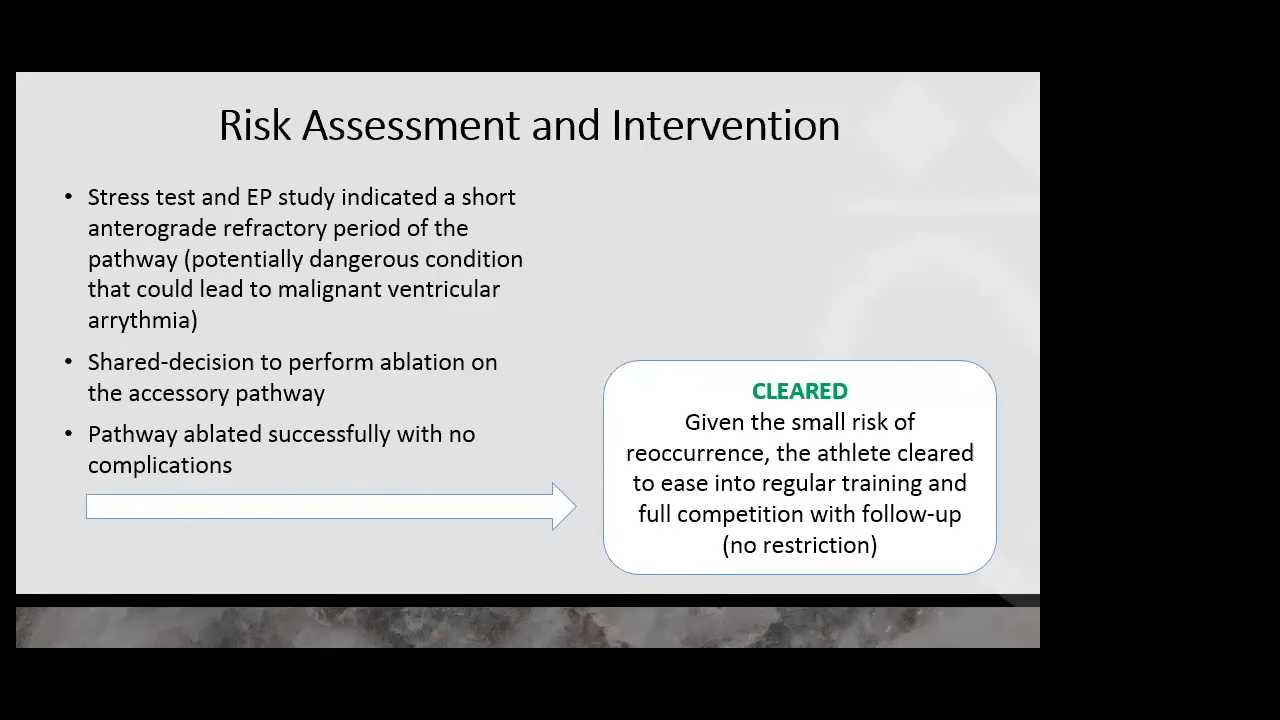 Risk Assessment and Intervention
• Stress test and EP study indicated a short
anterograde refractory period of the
pathway (potentially dangerous condition
that could lead to malignant ventricular
arrythmia)
• Shared-decision to perform ablation on
the accessory pathway
• Pathway ablated successfully with no
complications
CLEARED
Given the small risk of
reoccurrence, the athlete cleared
to ease into regular training and
full competition with follow-up
(no restriction)